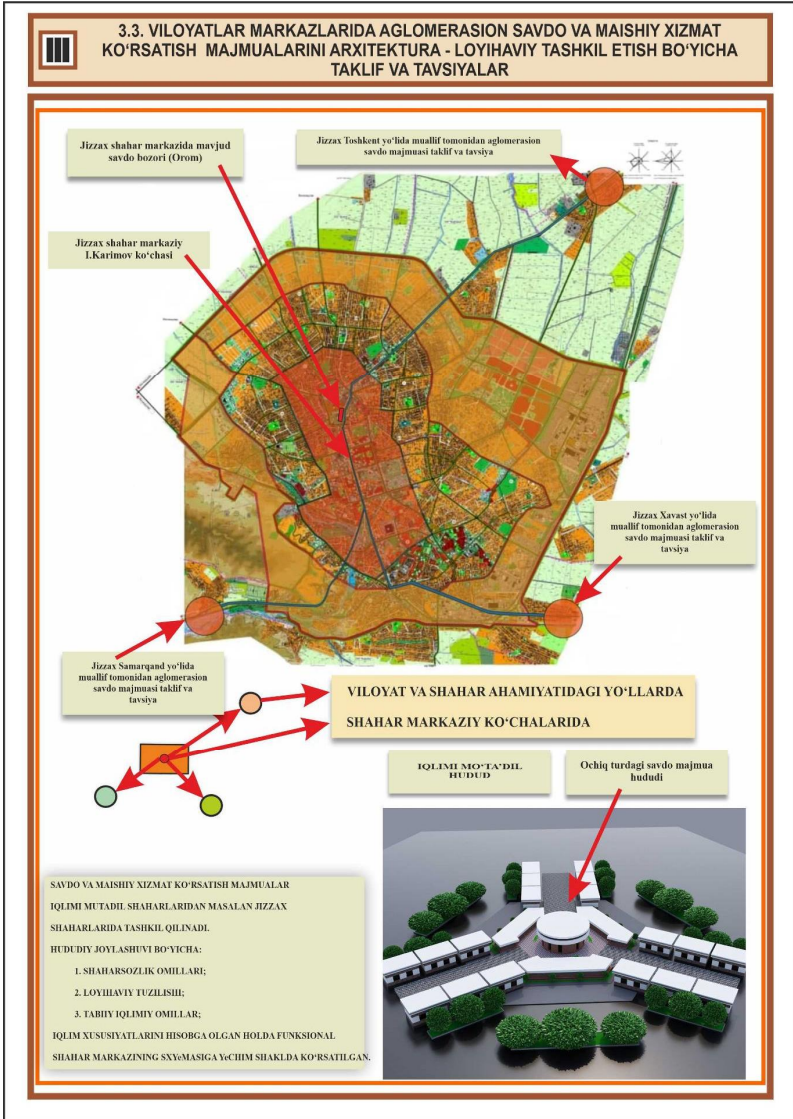 III
3.3. VILOYATLAR MARKAZLARIDA AGLOMERASION SAVDO VA MAISHIY XIZMAT
KO‘RSATISH MAJMUALARINI ARXITEKTURA - LOYIHAVIY TASHKIL ETISH BO‘YICHA
TAKLIF VA TAVSIYALAR
Jizzax shahar markazida mavjud
savdo bozori (Orom)
Jizzax Toshkent yo‘lida muallif tomonidan aglomerasion
savdo majmuasi taklif va tavsiya
Jizzax shahar markaziy
I.Karimov ko‘chasi
Jizzax Xavast yo‘lida
muallif tomonidan aglomerasion
savdo majmuasi taklif va
tavsiya
Jizzax Samarqand yo‘lida
muallif tomonidan aglomerasion
savdo majmuasi taklif va
tavsiya
VILOYAT VA SHAHAR AHAMIYATIDAGI YO‘LLARDA
SHAHAR MARKAZIY KO‘CHALARIDA
IQLIMI MO‘TA’DIL
HUDUD
Ochiq turdagi savdo majmua
hududi
SAVDO VA MAISHIY XIZMAT KO‘RSATISH MAJMUALAR
IQLIMI MUTADIL SHAHARLARIDAN MASALAN JIZZAX
SHAHARLARIDA TASHKIL QILINADI.
HUDUDIY JOYLASHUVI BO‘YICHA:
1. SHAHARSOZLIK OMILLARI;
2. LOYIHAVIY TUZILISHI;
3. TABIIY IQLIMIY OMILLAR;
IQLIM XUSUSIYATLARINI HISOBGA OLGAN HOLDA FUNKSIONAL
SHAHAR MARKAZINING SXYeMASIGA YeCHIM SHAKLDA KO‘RSATILGAN.